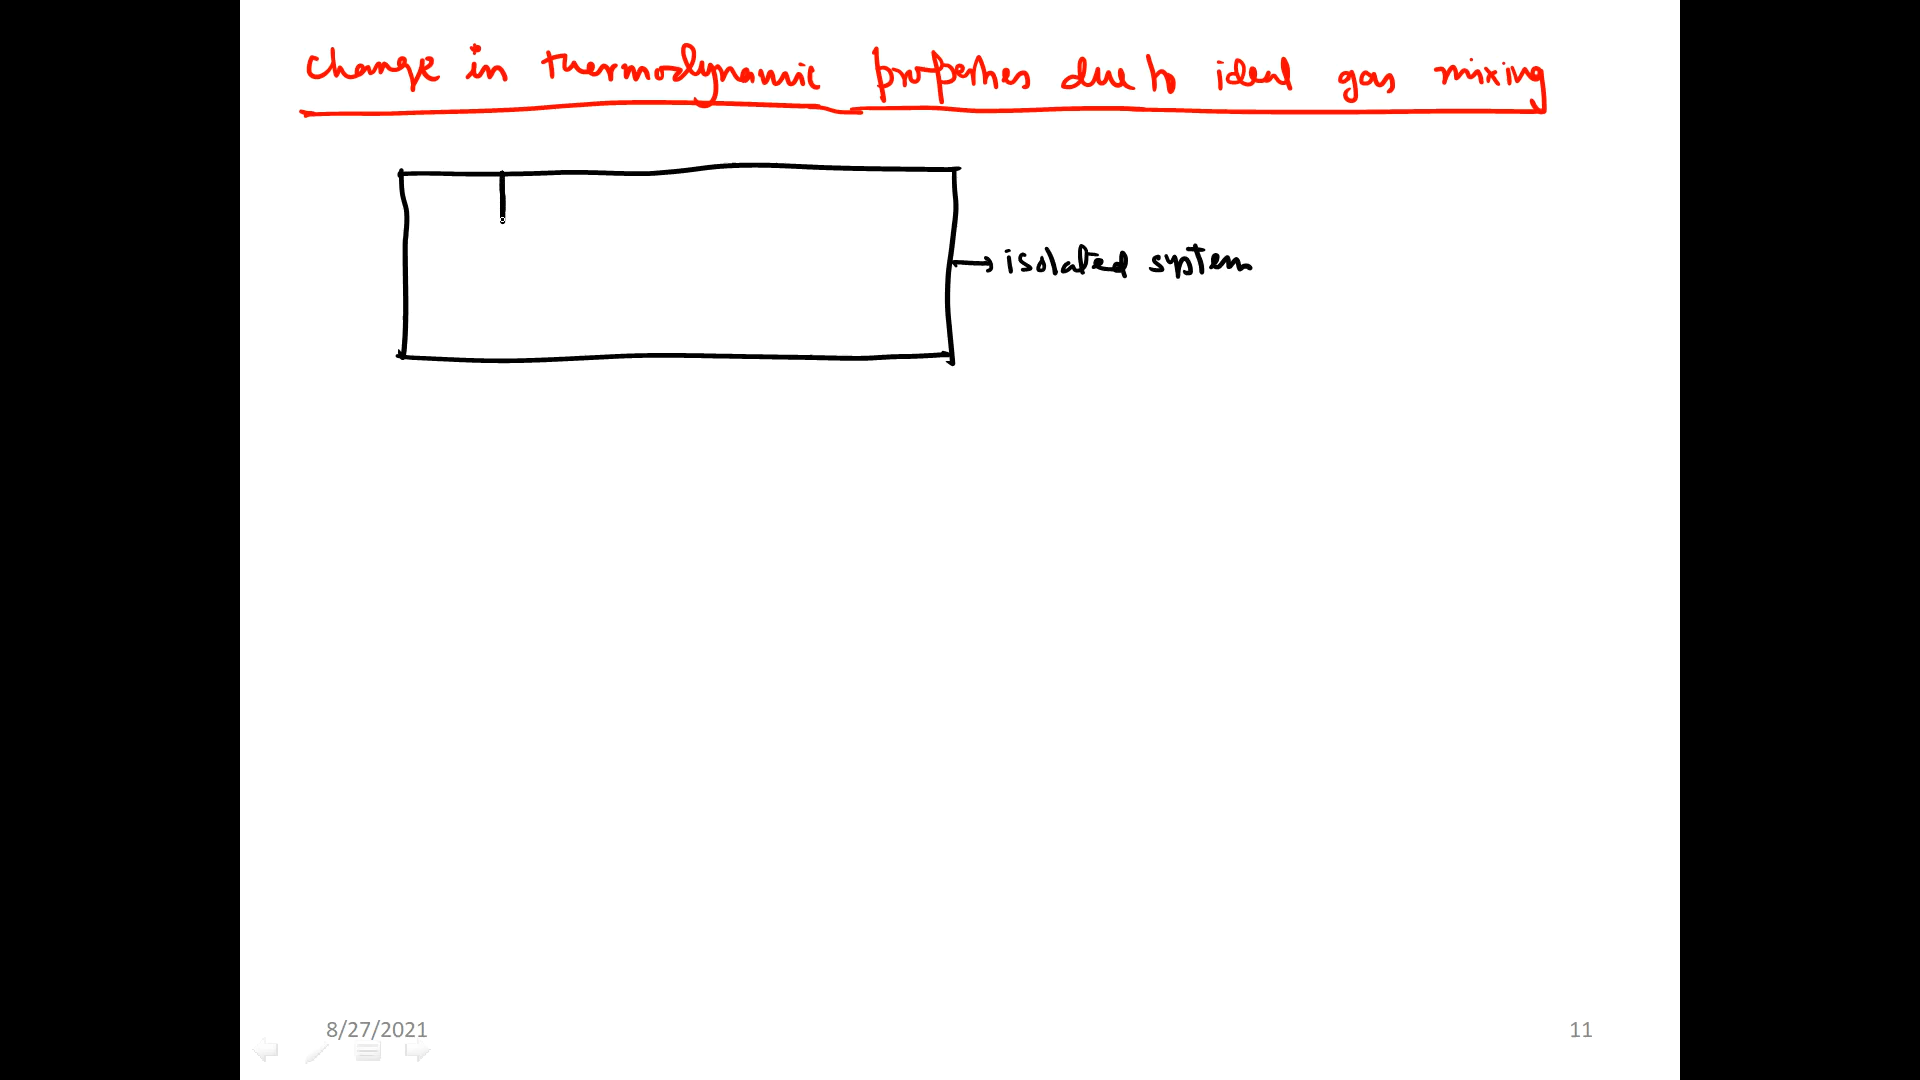 Change in thermodynamic properties due to ideal gas mixing
isolated system
8/27/2021
11